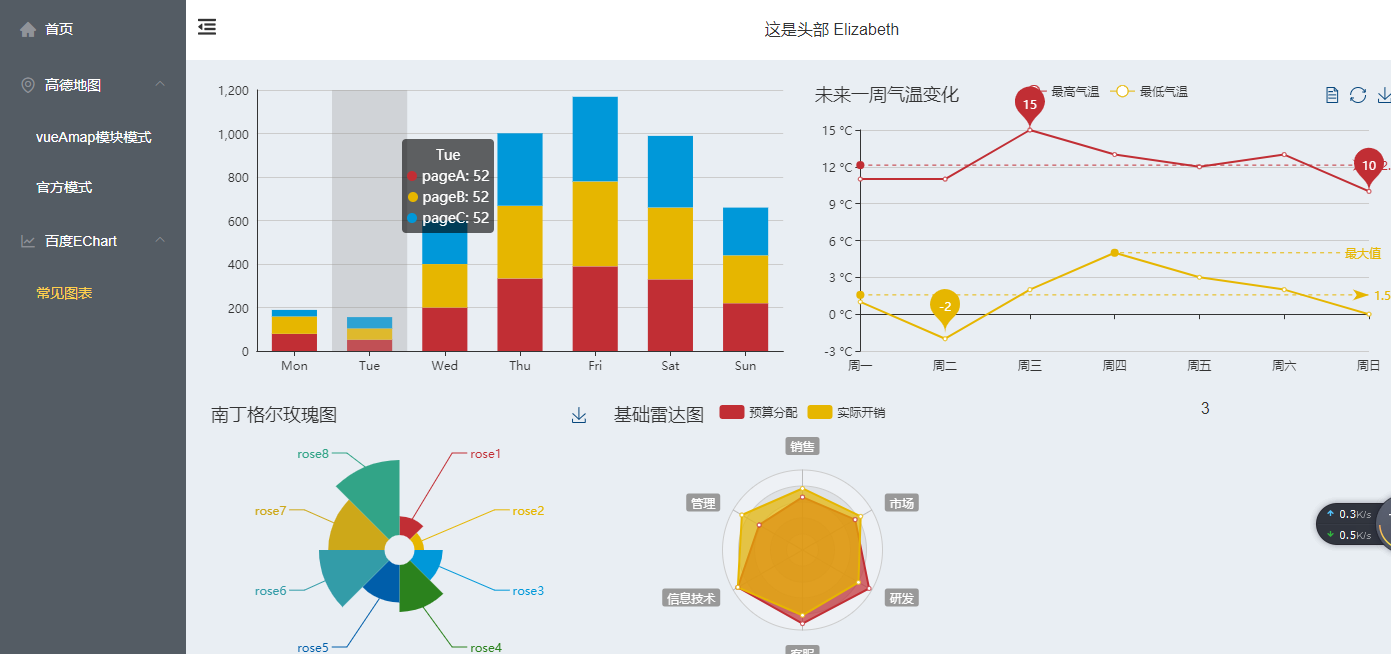 首页
高德地图
vueAmap模块模式
官方模式
百度EChart
常见图表
这是头部 Elizabeth
1,200
1,000
800
600
400
200
0
Mon
Tue
Wed
Thu
Fri
Sat
Sun
Tue
pageA: 52
pageB: 52
pageC: 52
未来一周气温变化
最高气温
最低气温
15 °C
12 °C
9 °C
6 °C
3 °C
0 °C
-3 °C
15
10
-2
最大值
1.5
周一
周二
周三
周四
周五
周六
周日
南丁格尔玫瑰图
rose8
rose1
rose7
rose2
rose6
rose3
rose5
rose4
基础雷达图
预算分配
实际开销
销售
管理
市场
信息技术
研发
客服
3
0.3K/s
0.5K/s